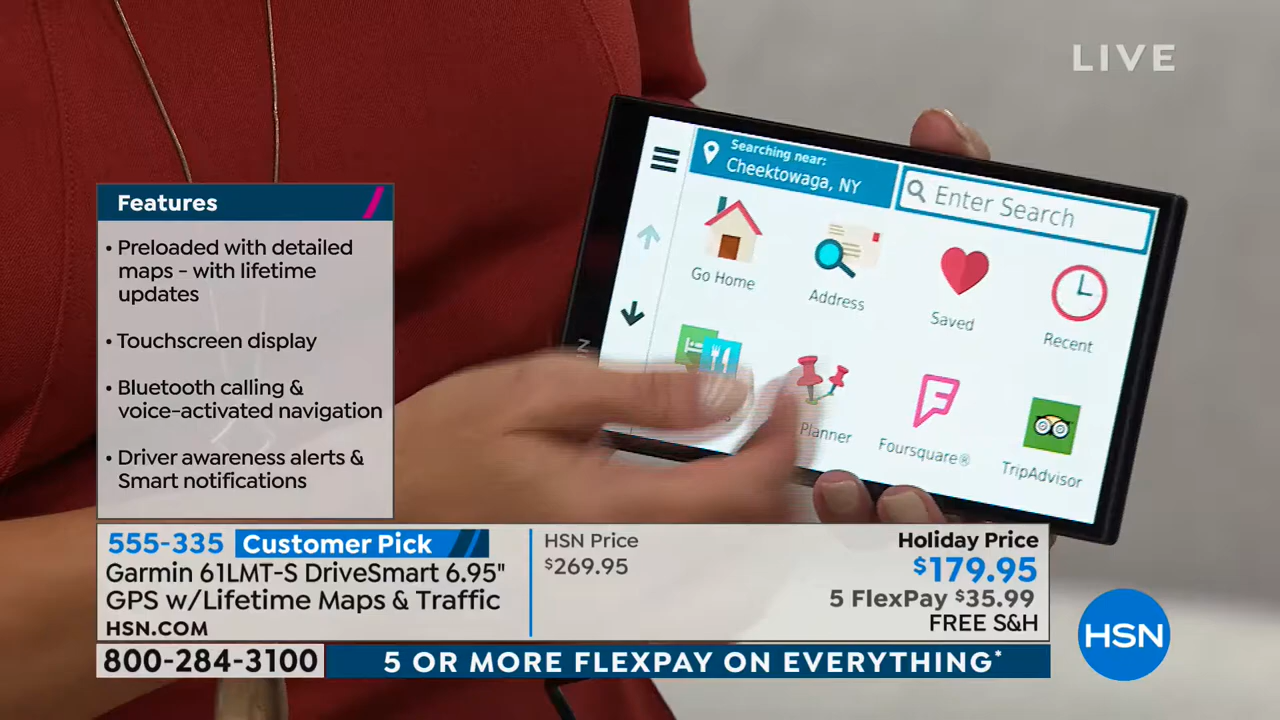 LIVE
Searching near:
Cheektowaga, NY
Enter Search
Go Home
Address
Saved
Recent
Planner
Foursquare®
TripAdvisor
Features
• Preloaded with detailed
maps - with lifetime
updates
• Touchscreen display
• Bluetooth calling &
voice-activated navigation
• Driver awareness alerts &
Smart notifications
555-335 Customer Pick
Garmin 61LMT-S DriveSmart 6.95"
GPS w/Lifetime Maps & Traffic
HSN.COM
HSN Price
$269.95
Holiday Price
$179.95
5 FlexPay $35.99
FREE S&H
HSN
800-284-3100
5 OR MORE FLEXPAY ON EVERYTHING*